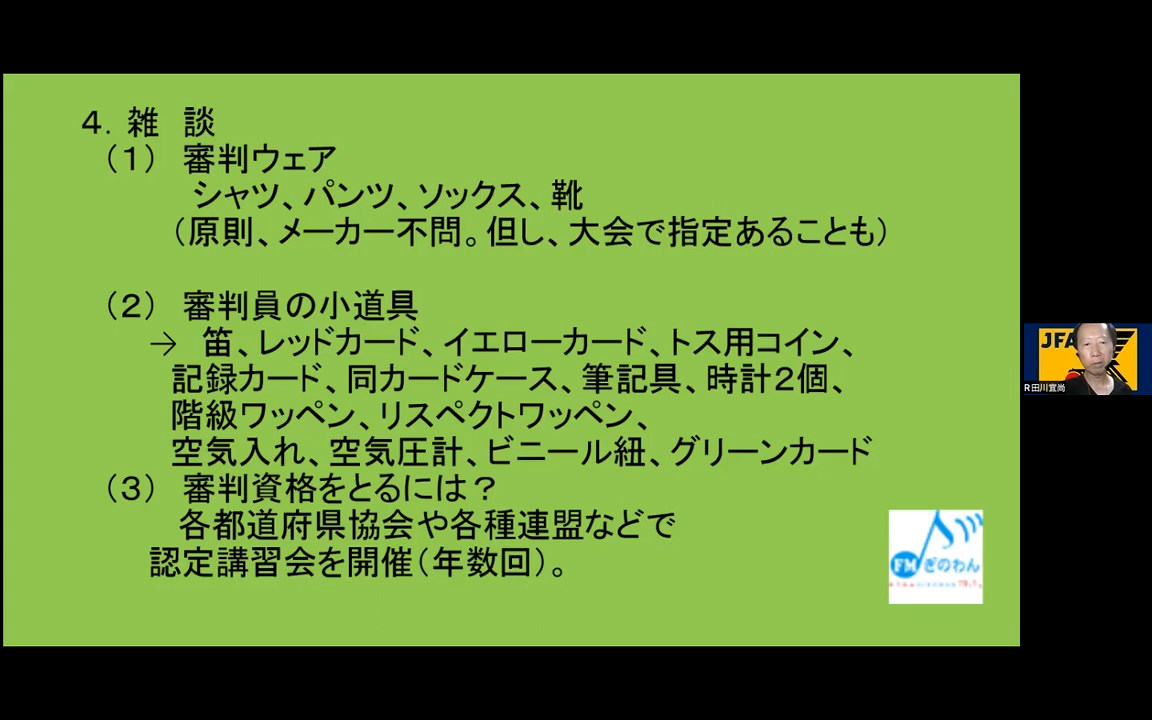 ４．雑　談
（１）　審判ウェア
シャツ、パンツ、ソックス、靴
（原則、メーカー不問。但し、大会で指定あることも）
（２）　審判員の小道具
→　笛、レッドカード、イエローカード、トス用コイン、
記録カード、同カードケース、筆記具、時計２個、
階級ワッペン、リスペクトワッペン、
空気入れ、空気圧計、ビニール紐、グリーンカード
（３）　審判資格をとるには？
各都道府県協会や各種連盟などで
認定講習会を開催（年数回）。
FMぎのわん
JFA
R田川宜尚